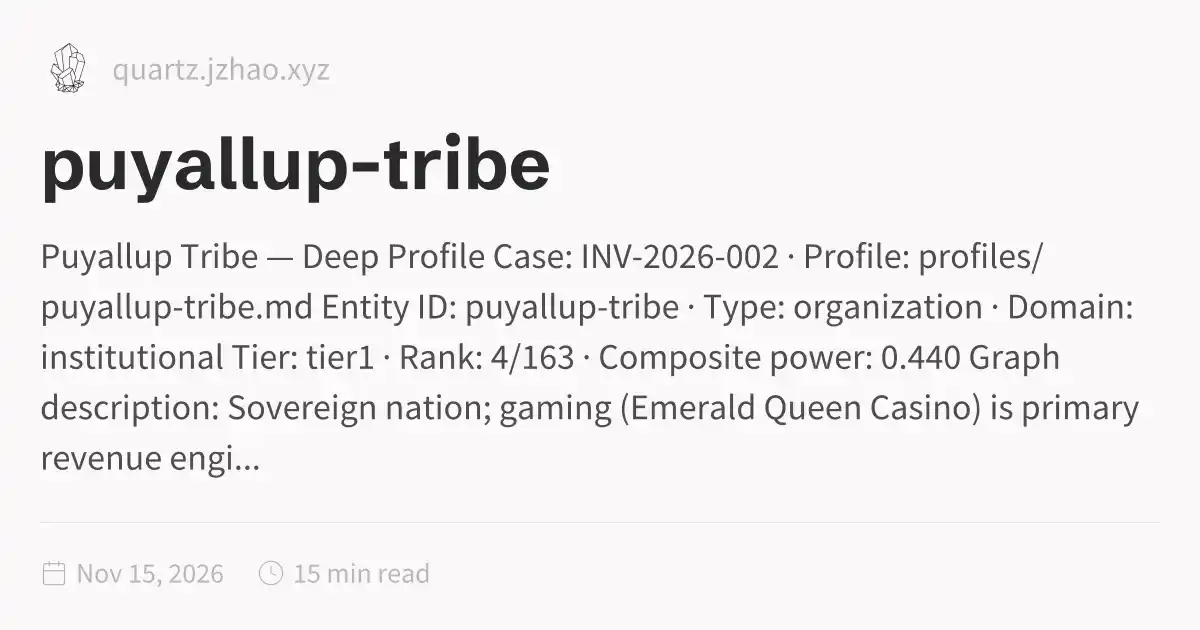 quartz.jzhao.xyz
puyallup-tribe
Puyallup Tribe — Deep Profile Case: INV-2026-002 · Profile: profiles/
puyallup-tribe.md Entity ID: puyallup-tribe · Type: organization · Domain:
institutional Tier: tier1 · Rank: 4/163 · Composite power: 0.440 Graph
description: Sovereign nation; gaming (Emerald Queen Casino) is primary
revenue engi...
Nov 15, 2026 15 min read